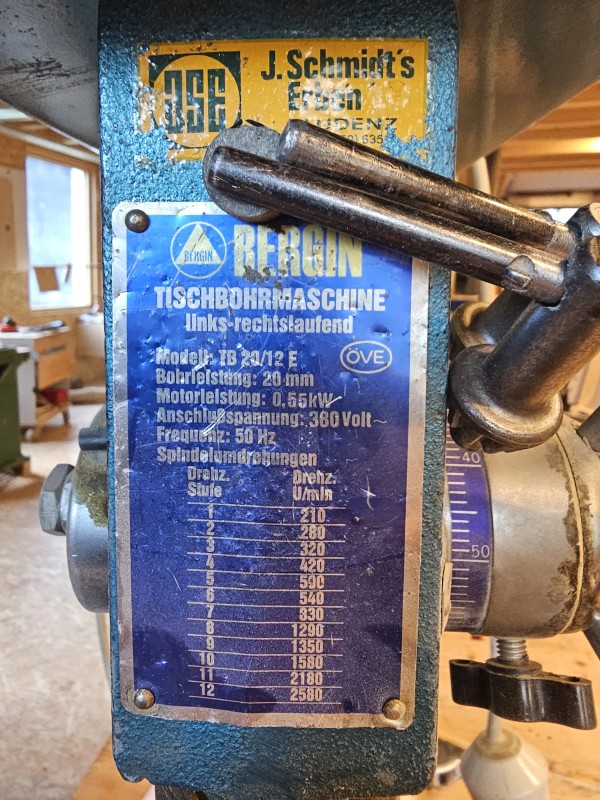 JSE
J. Schmidt's
Erben
BERGIN
BERGIN
TISCHBOHRMASCHINE
links-rechtslaufend
Modell: TB 20/12 E
ÖVE
Bohrleistung: 20 mm
Motorleistung: 0,55kW
Anschlußspannung: 380 Volt ~
Frequenz: 50 Hz
Spindelumdrehungen
Drehz. Drehz.
Stufe U/min
1 210
2 280
3 320
4 420
5 500
6 540
7 830
8 1290
9 1350
10 1580
11 2180
12 2580
40
50